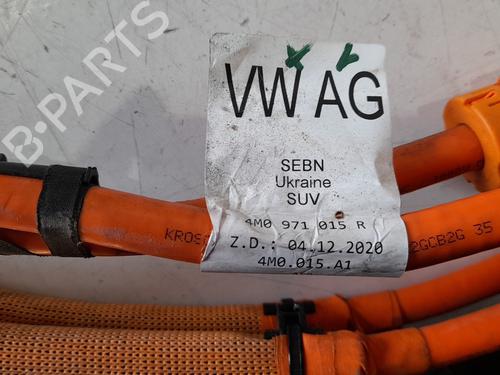 B-PARTS
VW AG
SEBN
Ukraine
SUV
4M0 971 015 R
Z.D.: 04.12.2020
4M0.015.A1
KROS
2GCB2G 35